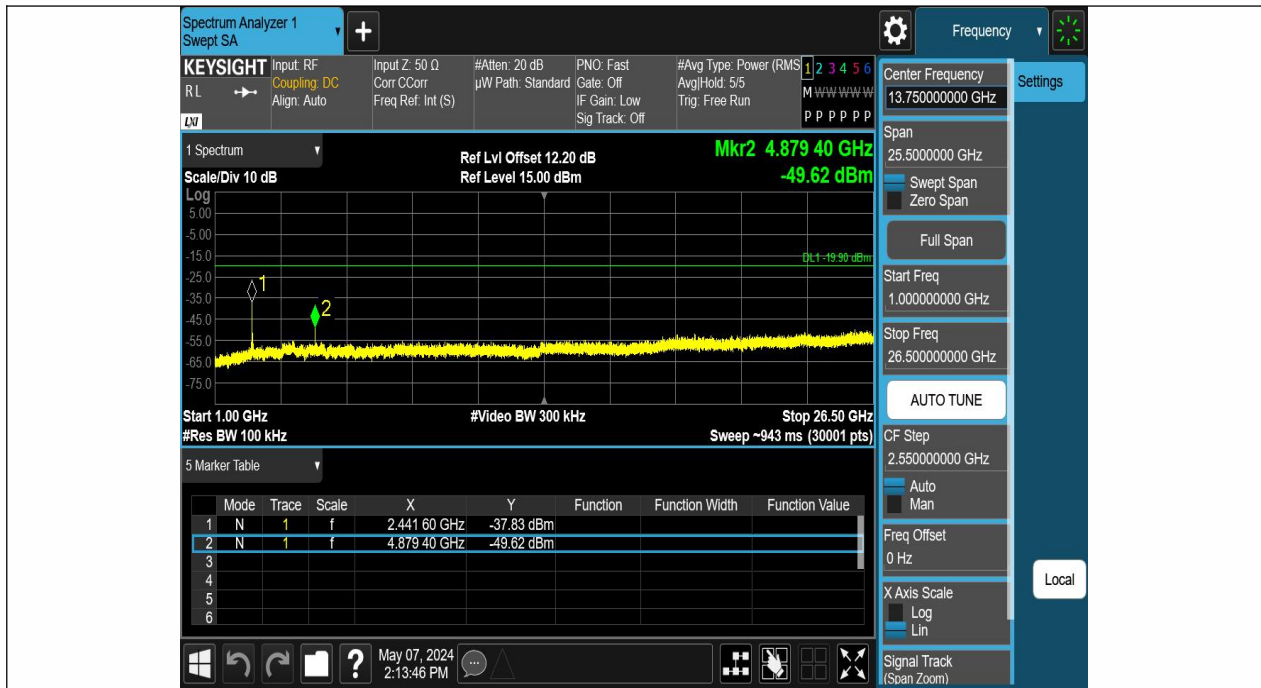 Spectrum Analyzer 1
Swept SA
Frequency
KEYSIGHT
RL
LXI
Input: RF
Coupling: DC
Align: Auto
Input Z: 50 Ω
Corr CCorr
Freq Ref: Int (S)
#Atten: 20 dB
µW Path: Standard
PNO: Fast
Gate: Off
IF Gain: Low
Sig Track: Off
#Avg Type: Power (RMS
Avg|Hold: 5/5
Trig: Free Run
1 2 3 4 5 6
M W W W W W
P P P P P P
1 Spectrum
Scale/Div 10 dB
Ref Lvl Offset 12.20 dB
Ref Level 15.00 dBm
Mkr2 4.879 40 GHz
-49.62 dBm
Log
5.00
-5.00
-15.0
-25.0
-35.0
-45.0
-55.0
-65.0
-75.0
DL1 -19.90 dBm
1
2
Start 1.00 GHz
#Video BW 300 kHz
Stop 26.50 GHz
#Res BW 100 kHz
Sweep ~943 ms (30001 pts)
5 Marker Table
Mode Trace Scale X Y Function Function Width Function Value
1 N 1 f 2.441 60 GHz -37.83 dBm
2 N 1 f 4.879 40 GHz -49.62 dBm
3
4
5
6
May 07, 2024
2:13:46 PM
Center Frequency
13.750000000 GHz
Settings
Span
25.5000000 GHz
Swept Span
Zero Span
Full Span
Start Freq
1.000000000 GHz
Stop Freq
26.500000000 GHz
AUTO TUNE
CF Step
2.550000000 GHz
Auto
Man
Freq Offset
0 Hz
X Axis Scale
Log
Lin
Local
Signal Track
(Span Zoom)